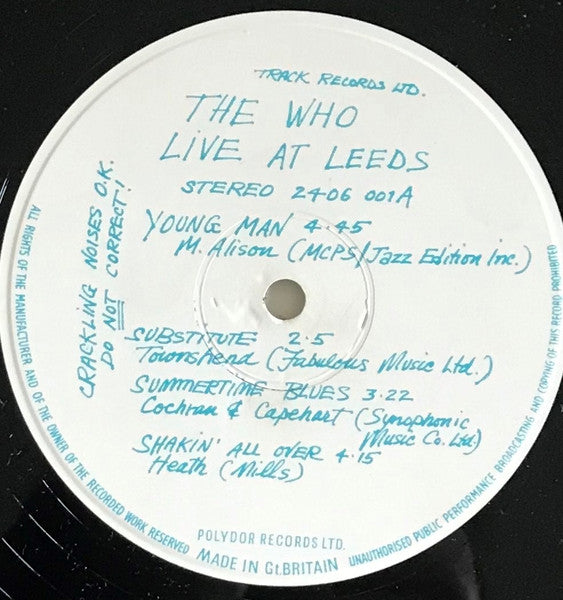 TRACK RECORDS LTD.
THE WHO
LIVE AT LEEDS
STEREO 2406 001A
YOUNG MAN 4.45
M. Alison (MCPS/Jazz Edition Inc.)
CRACKLING NOISES O.K.
DO NOT CORRECT!
SUBSTITUTE 2.5
Townshend (Fabulous Music Ltd.)
SUMMERTIME BLUES 3.22
Cochran & Capehart (Synophonic
Music Co. Ltd.)
SHAKIN' ALL OVER 4.15
Heath (Mills)
POLYDOR RECORDS LTD.
MADE IN Gt.BRITAIN
ALL RIGHTS OF THE MANUFACTURER AND OF THE OWNER OF THE RECORDED WORK RESERVED
UNAUTHORISED PUBLIC PERFORMANCE BROADCASTING AND COPYING OF THIS RECORD PROHIBITED